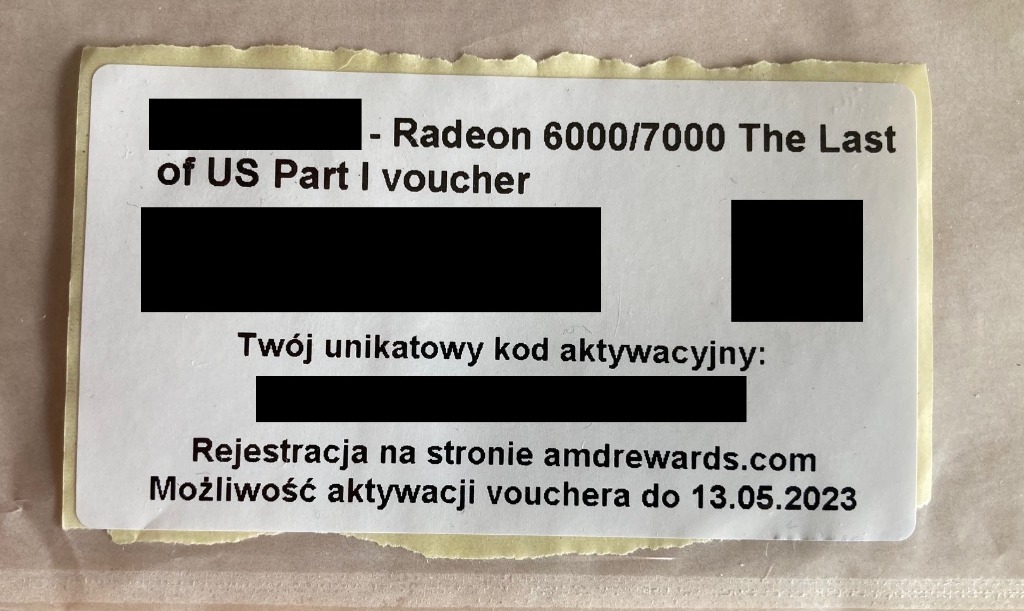 - Radeon 6000/7000 The Last
of US Part I voucher
Twój unikatowy kod aktywacyjny:
Rejestracja na stronie amdrewards.com
Możliwość aktywacji vouchera do 13.05.2023